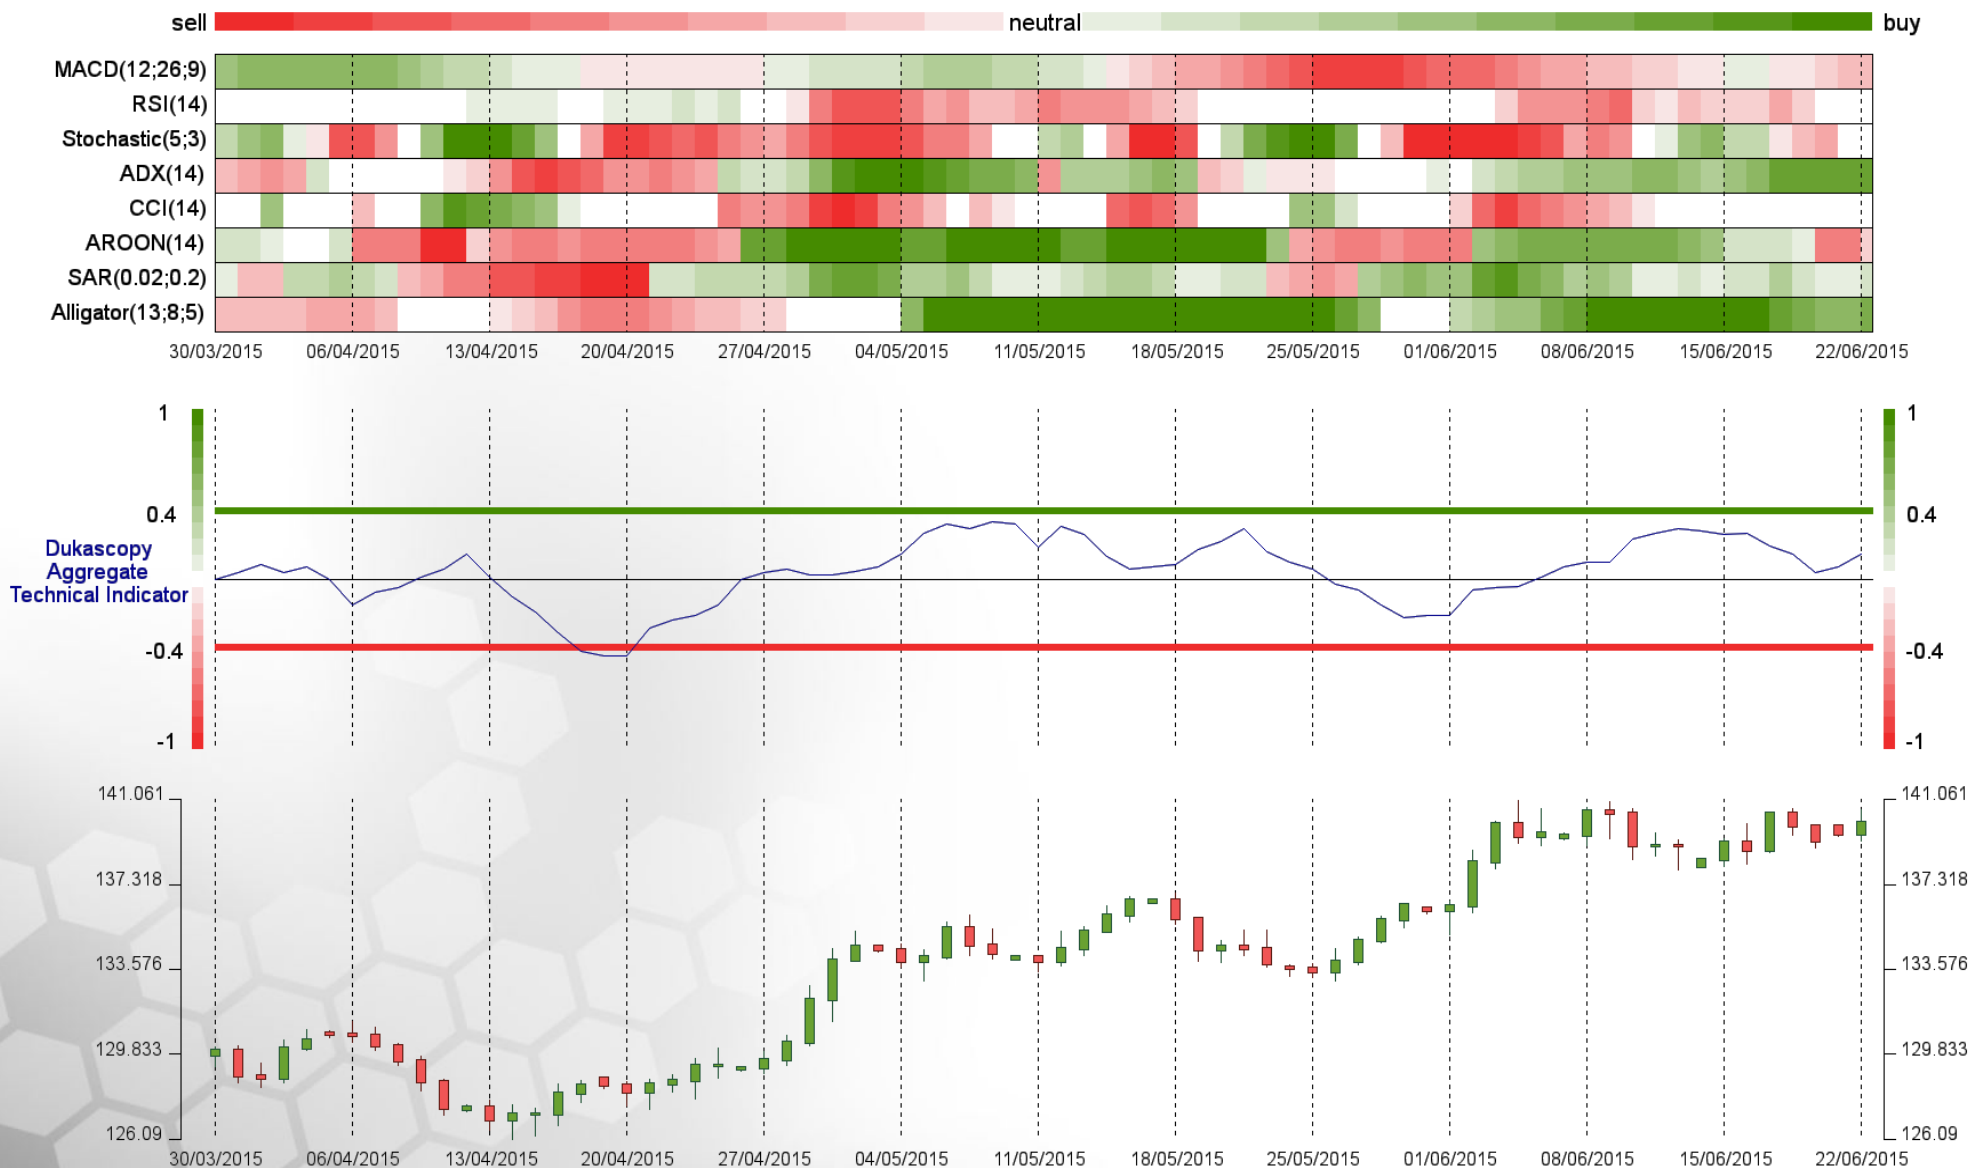 sell neutral buy
MACD(12;26;9)
RSI(14)
Stochastic(5;3)
ADX(14)
CCI(14)
AROON(14)
SAR(0.02;0.2)
Alligator(13;8;5)
30/03/2015 06/04/2015 13/04/2015 20/04/2015 27/04/2015 04/05/2015 11/05/2015 18/05/2015 25/05/2015 01/06/2015 08/06/2015 15/06/2015 22/06/2015
1 1
0.4 0.4
Dukascopy
Aggregate
Technical Indicator
-0.4 -0.4
-1 -1
141.061 141.061
137.318 137.318
133.576 133.576
129.833 129.833
126.09 126.09
30/03/2015 06/04/2015 13/04/2015 20/04/2015 27/04/2015 04/05/2015 11/05/2015 18/05/2015 25/05/2015 01/06/2015 08/06/2015 15/06/2015 22/06/2015